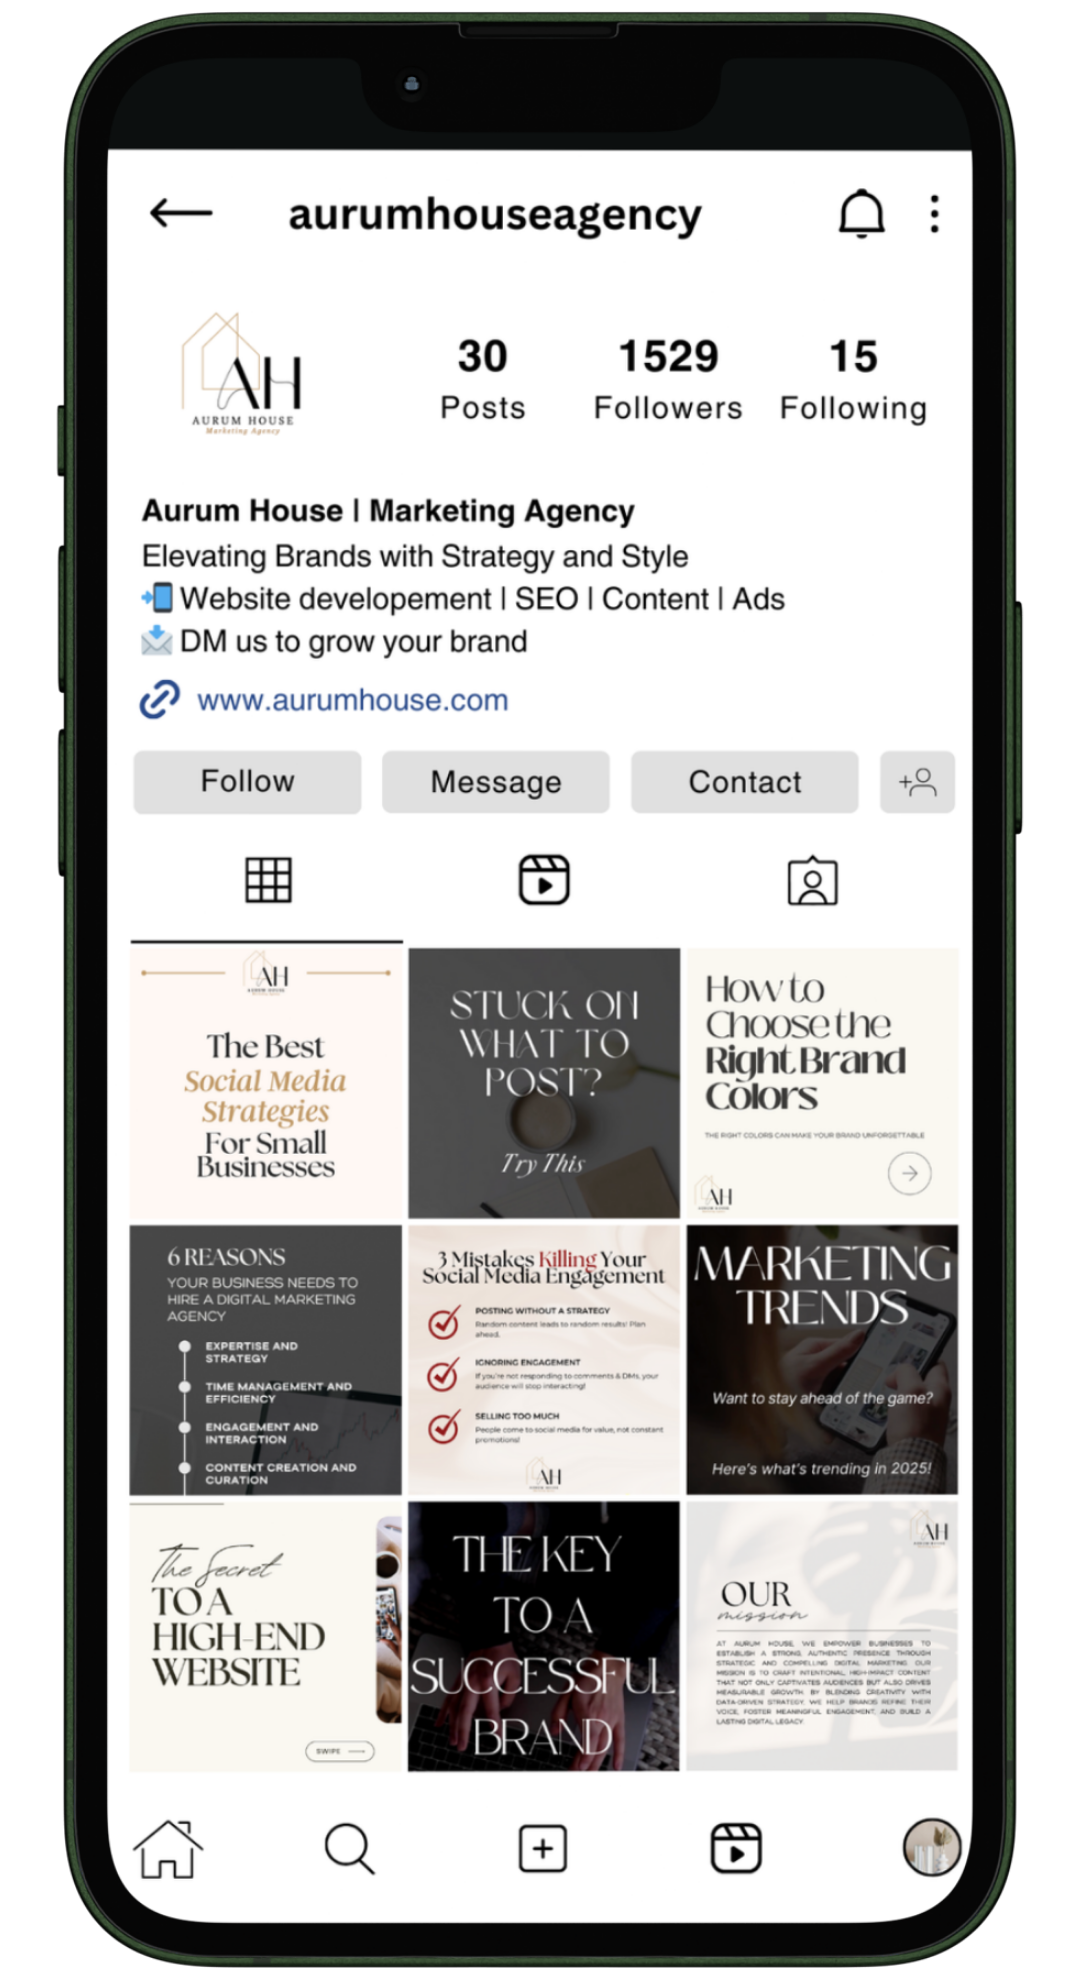 aurumhouseagency
AH
AURUM HOUSE
Marketing Agency
30
Posts
1529
Followers
15
Following
Aurum House | Marketing Agency
Elevating Brands with Strategy and Style
Website developement | SEO | Content | Ads
DM us to grow your brand
www.aurumhouse.com
Follow
Message
Contact
AH
AURUM HOUSE
The Best
Social Media
Strategies
For Small
Businesses
STUCK ON
WHAT TO
POST?
Try This
How to
Choose the
Right Brand
Colors
THE RIGHT COLORS CAN MAKE YOUR BRAND UNFORGETTABLE
AH
6 REASONS
YOUR BUSINESS NEEDS TO
HIRE A DIGITAL MARKETING
AGENCY
EXPERTISE AND
STRATEGY
TIME MANAGEMENT AND
EFFICIENCY
ENGAGEMENT AND
INTERACTION
CONTENT CREATION AND
CURATION
3 Mistakes Killing Your
Social Media Engagement
POSTING WITHOUT A STRATEGY
Random content leads to random results! Plan
ahead.
IGNORING ENGAGEMENT
If you're not responding to comments & DMs, your
audience will stop interacting!
SELLING TOO MUCH
People come to social media for value, not constant
promotions!
AH
MARKETING
TRENDS
Want to stay ahead of the game?
Here's what's trending in 2025!
The Secret
TO A
HIGH-END
WEBSITE
SWIPE
THE KEY
TO A
SUCCESSFUL
BRAND
AH
OUR
mission
AT AURUM HOUSE, WE EMPOWER BUSINESSES TO
ESTABLISH A STRONG, AUTHENTIC PRESENCE THROUGH
STRATEGIC AND COMPELLING DIGITAL MARKETING. OUR
MISSION IS TO CRAFT INTENTIONAL, HIGH-IMPACT CONTENT
THAT NOT ONLY CAPTIVATES AUDIENCES BUT ALSO DRIVES
MEASURABLE GROWTH. BY BLENDING CREATIVITY WITH
DATA-DRIVEN STRATEGY, WE HELP BRANDS REFINE THEIR
VOICE, FOSTER MEANINGFUL ENGAGEMENT, AND BUILD A
LASTING DIGITAL LEGACY.